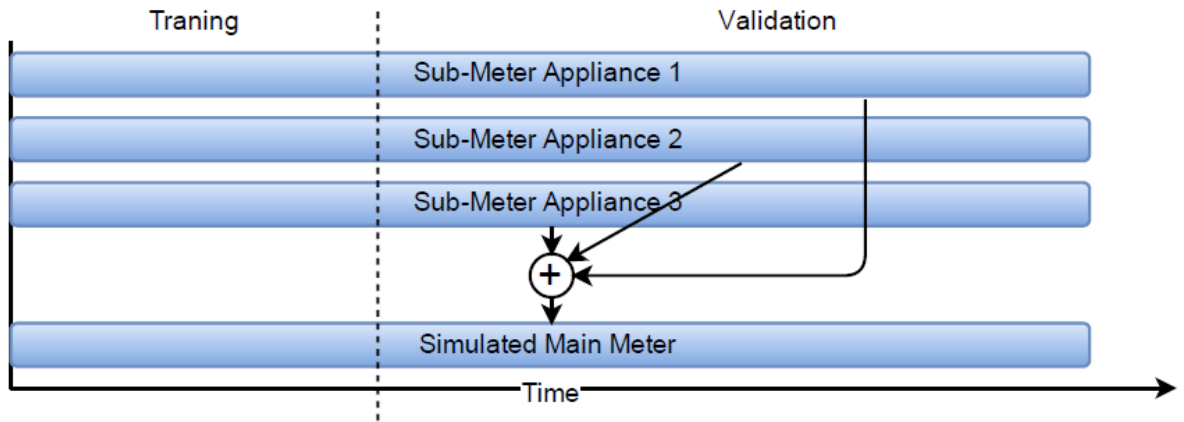 Traning
Validation
Sub-Meter Appliance 1
Sub-Meter Appliance 2
Sub-Meter Appliance 3
+
Simulated Main Meter
Time